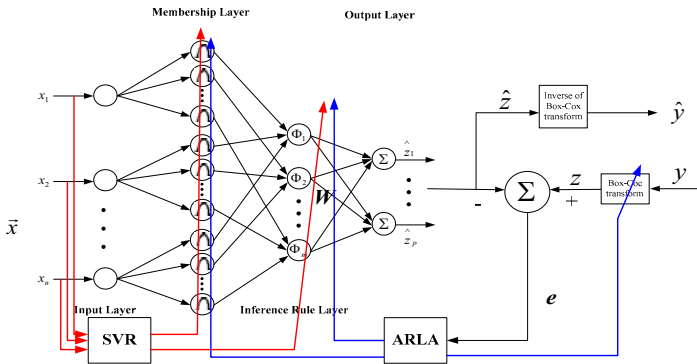 Membership Layer
Output Layer
x₁
x₂
xₙ
x⃗
Φ₁
Φ₂
Φₘ
W
Σ
Σ
ẑ₁
ẑₚ
ẑ
Inverse of
Box-Cox
transform
ŷ
Σ
-
z
+
Box-Coc
transform
y
e
Input Layer
Inference Rule Layer
SVR
ARLA